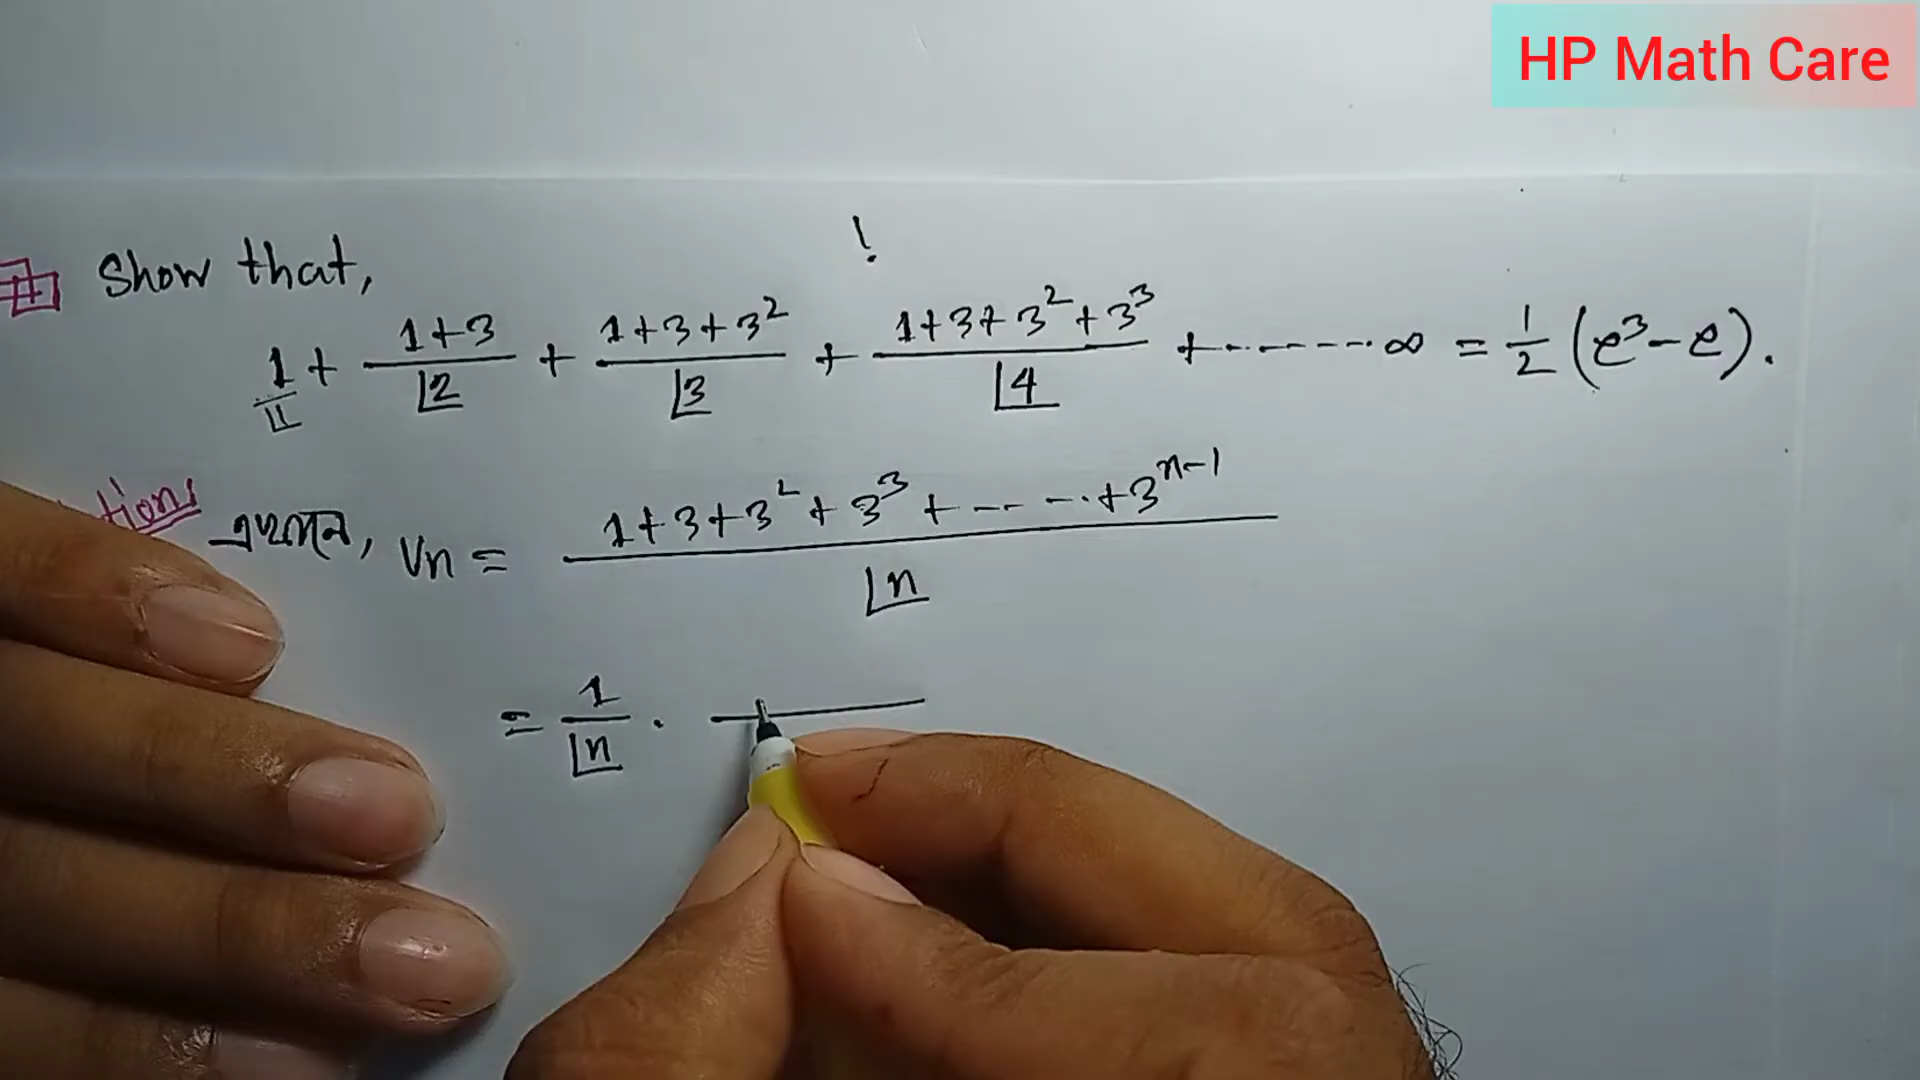 HP Math Care
Show that, !
1/⌊1 + (1+3)/⌊2 + (1+3+3²)/⌊3 + (1+3+3²+3³)/⌊4 + ------- ∞ = 1/2 (e³ - e).
এখানে, Vn = (1+3+3²+3³+-----+3ⁿ⁻¹)/⌊n
= 1/⌊n .